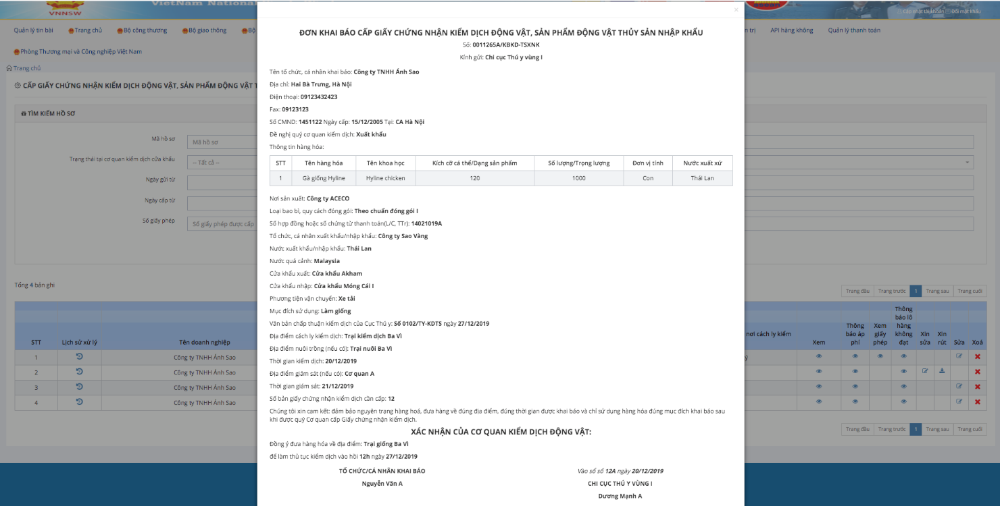 VNNSW
VietNam National
Cập nhật tài khoản
Đổi mật khẩu
Quản lý tin bài
Trang chủ
Bộ công thương
Bộ giao thông
Bộ
n trị
API hàng không
Quản lý thanh toán
Phòng Thương mại và Công nghiệp Việt Nam
Trang chủ
CẤP GIẤY CHỨNG NHẬN KIỂM DỊCH ĐỘNG VẬT, SẢN PHẨM ĐỘNG VẬT T
TÌM KIẾM HỒ SƠ
Mã hồ sơ
Mã hồ sơ
Trạng thái tại cơ quan kiểm dịch cửa khẩu
-- Tất cả --
Ngày gửi từ
Ngày cấp từ
Số giấy phép
Số giấy phép được cấp
Tổng 4 bản ghi
×
ĐƠN KHAI BÁO CẤP GIẤY CHỨNG NHẬN KIỂM DỊCH ĐỘNG VẬT, SẢN PHẨM ĐỘNG VẬT THỦY SẢN NHẬP KHẨU
Số: 0011265A/KBKD-TSXNK
Kính gửi: Chi cục Thú y vùng I
Tên tổ chức, cá nhân khai báo: Công ty TNHH Ánh Sao
Địa chỉ: Hai Bà Trưng, Hà Nội
Điện thoại: 09123432423
Fax: 09123123
Số CMND: 1451122 Ngày cấp: 15/12/2005 Tại: CA Hà Nội
Đề nghị quý cơ quan kiểm dịch: Xuất khẩu
Thông tin hàng hóa:
STT Tên hàng hóa Tên khoa học Kích cỡ cá thể/Dạng sản phẩm Số lượng/Trọng lượng Đơn vị tính Nước xuất xứ
1 Gà giống Hyline Hyline chicken 120 1000 Con Thái Lan
Nơi sản xuất: Công ty ACECO
Loại bao bì, quy cách đóng gói: Theo chuẩn đóng gói I
Số hợp đồng hoặc số chứng từ thanh toán(L/C, TTr): 14021019A
Tổ chức, cá nhân xuất khẩu/nhập khẩu: Công ty Sao Vàng
Nước xuất khẩu/nhập khẩu: Thái Lan
Nước quá cảnh: Malaysia
Cửa khẩu xuất: Cửa khẩu Akham
Cửa khẩu nhập: Cửa khẩu Móng Cái I
Phương tiện vận chuyển: Xe tải
Mục đích sử dụng: Làm giống
Văn bản chấp thuận kiểm dịch của Cục Thú y: Số 0102/TY-KDTS ngày 27/12/2019
Địa điểm cách ly kiểm dịch: Trại kiểm dịch Ba Vì
Địa điểm nuôi trồng (nếu có): Trại nuôi Ba Vì
Thời gian kiểm dịch: 20/12/2019
Địa điểm giám sát (nếu có): Cơ quan A
Thời gian giám sát: 21/12/2019
Số bản giấy chứng nhận kiểm dịch cần cấp: 12
Chúng tôi xin cam kết: đảm bảo nguyên trạng hàng hoá, đưa hàng về đúng địa điểm, đúng thời gian được khai báo và chỉ sử dụng hàng hóa đúng mục đích khai báo sau
khi được quý Cơ quan cấp Giấy chứng nhận kiểm dịch.
XÁC NHẬN CỦA CƠ QUAN KIỂM DỊCH ĐỘNG VẬT:
Đồng ý đưa hàng hóa về địa điểm: Trại giống Ba Vì
để làm thủ tục kiểm dịch vào hồi 12h ngày 27/12/2019
TỔ CHỨC/CÁ NHÂN KHAI BÁO
Nguyễn Văn A
Vào sổ số 12A ngày 20/12/2019
CHI CỤC THÚ Y VÙNG I
Dương Mạnh A
Trang đầu Trang trước 1 Trang sau Trang cuối
STT Lịch sử xử lý Tên doanh nghiệp
nơi cách ly kiểm
Xem
Thông báo áp phí
Xem giấy phép
Thông báo lô hàng không đạt
Xin sửa
Xin rút
Sửa
Xoá
1 Công ty TNHH Ánh Sao
2 Công ty TNHH Ánh Sao
3 Công ty TNHH Ánh Sao
4 Công ty TNHH Ánh Sao
Trang đầu Trang trước 1 Trang sau Trang cuối